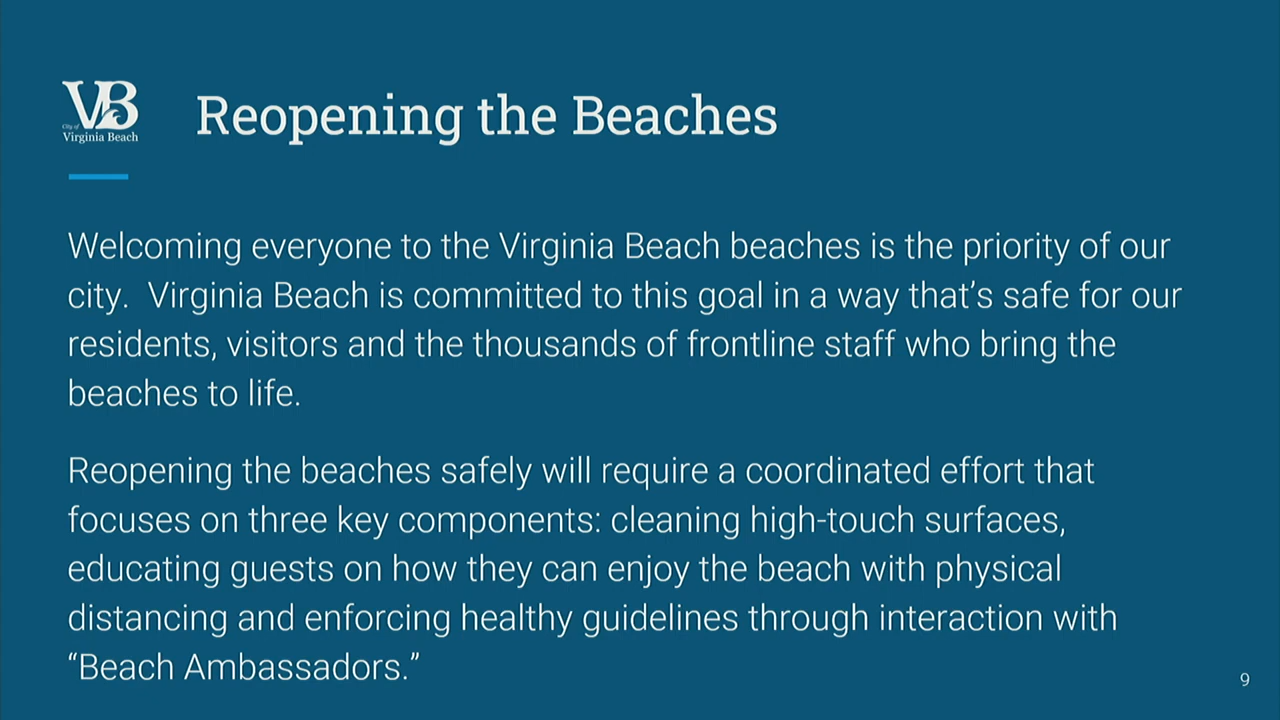 VB
City of
Virginia Beach
Reopening the Beaches
Welcoming everyone to the Virginia Beach beaches is the priority of our
city.  Virginia Beach is committed to this goal in a way that’s safe for our
residents, visitors and the thousands of frontline staff who bring the
beaches to life.
Reopening the beaches safely will require a coordinated effort that
focuses on three key components: cleaning high-touch surfaces,
educating guests on how they can enjoy the beach with physical
distancing and enforcing healthy guidelines through interaction with
“Beach Ambassadors.”
9